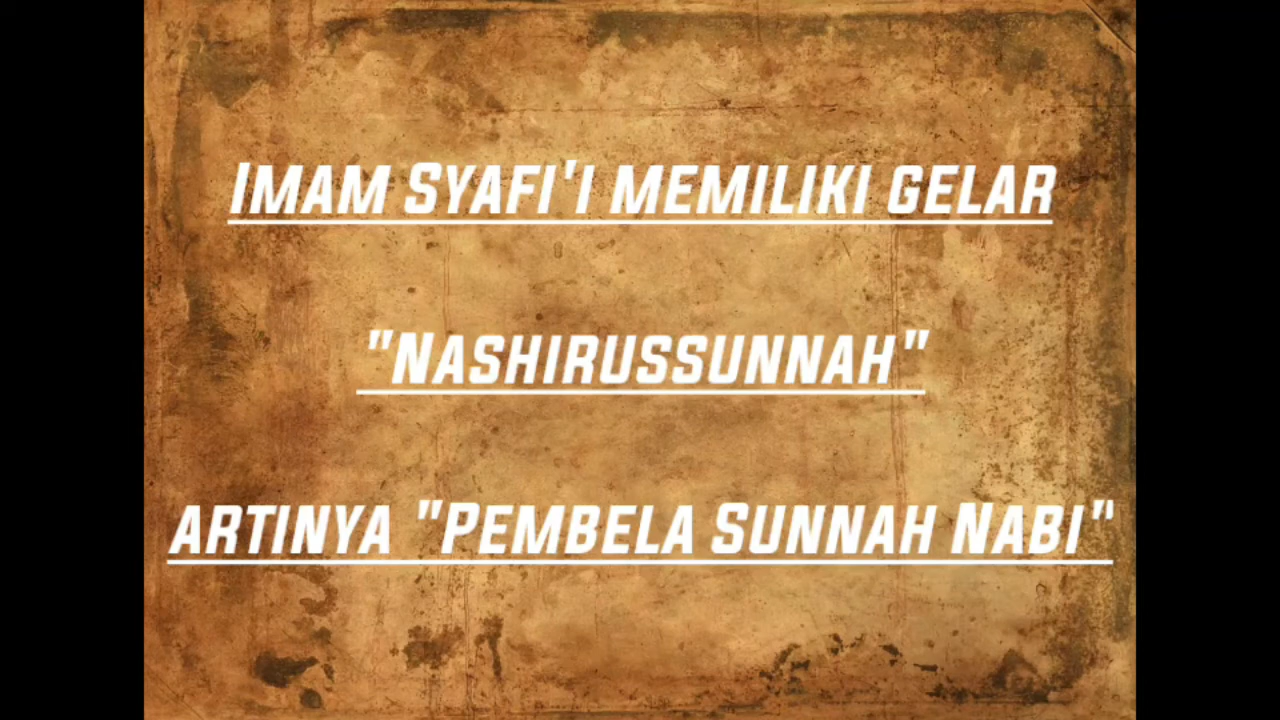 Imam Syafi'i memiliki gelar
"Nashirussunnah"
artinya "Pembela Sunnah Nabi"